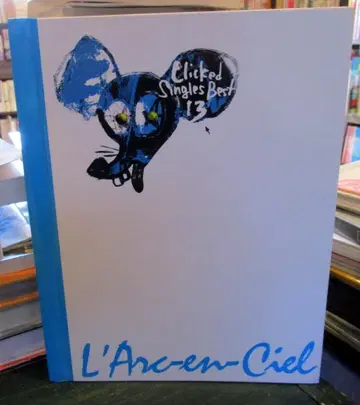 Clicked
Singles Best
13
L'Arc-en-Ciel